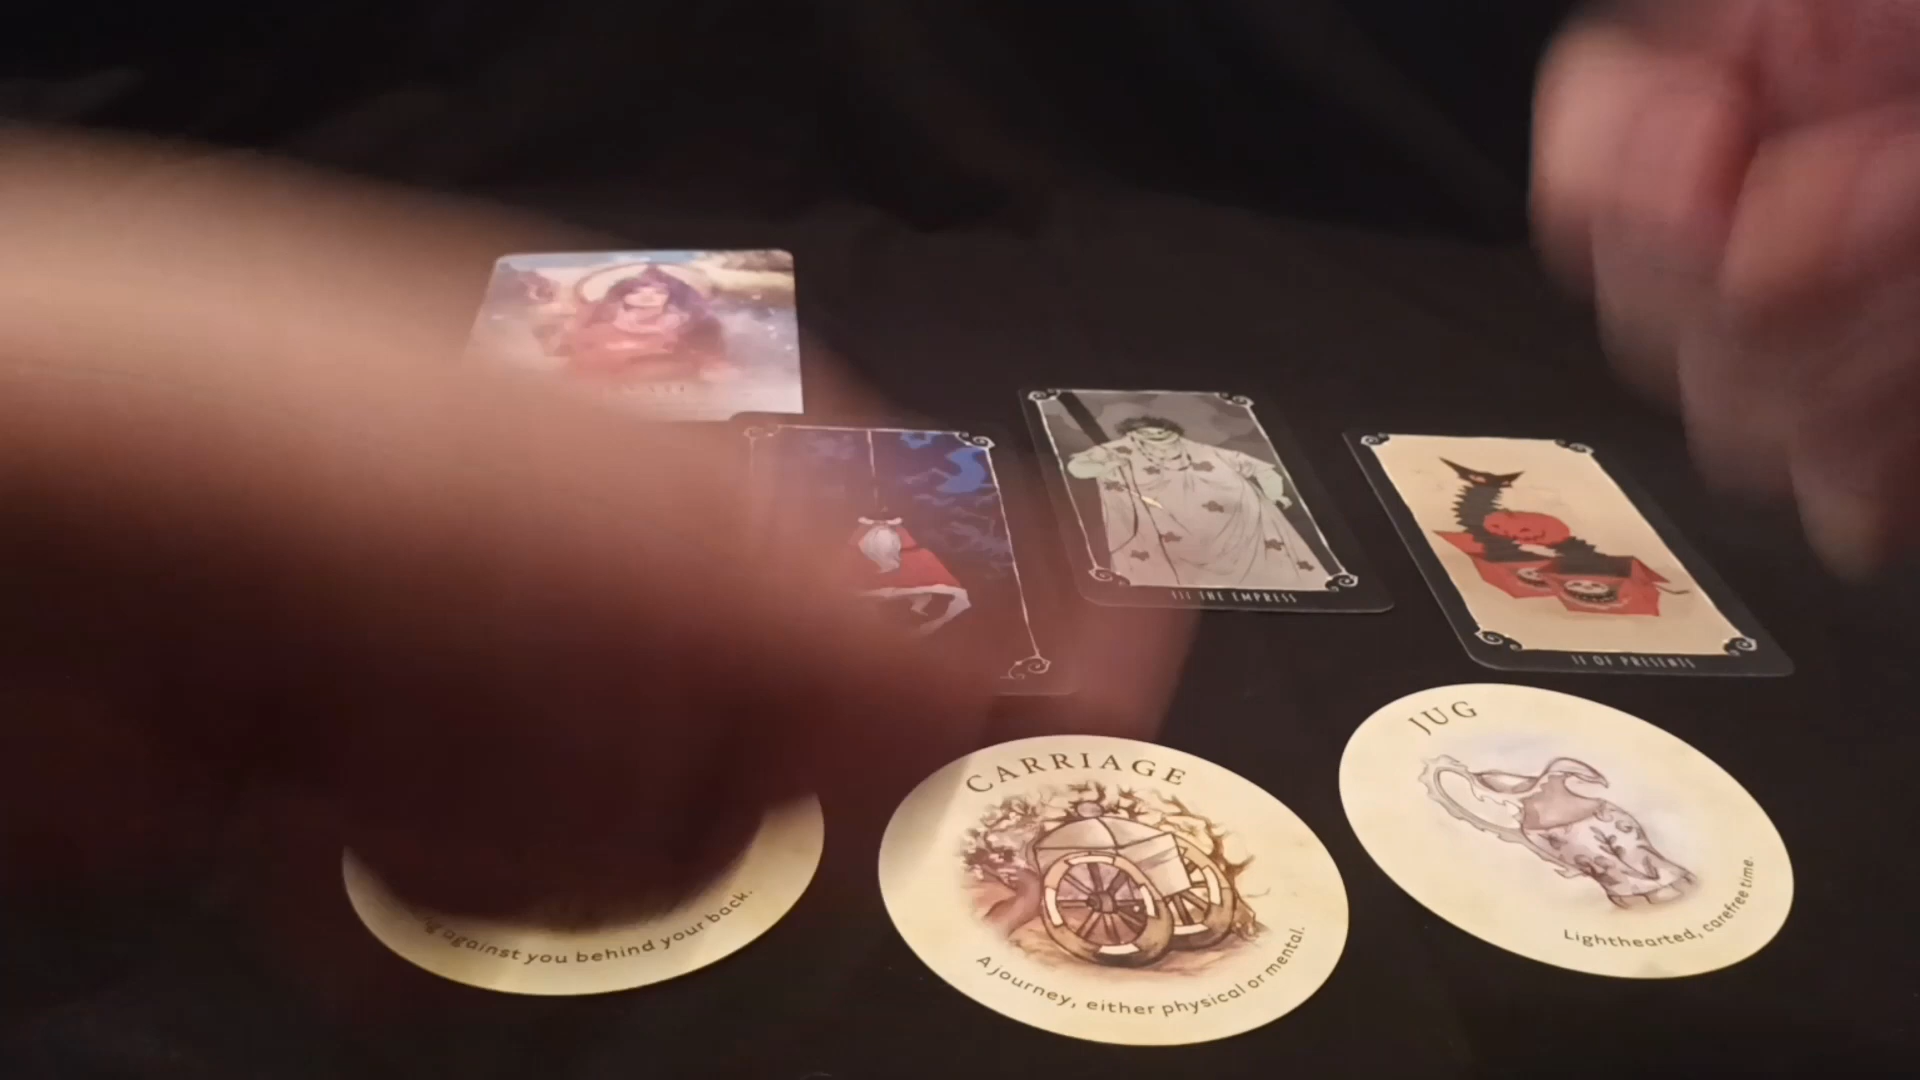 III THE EMPRESS
II OF PRESENTS
JUG
Lighthearted, carefree time.
CARRIAGE
A journey, either physical or mental.
against you behind your back.